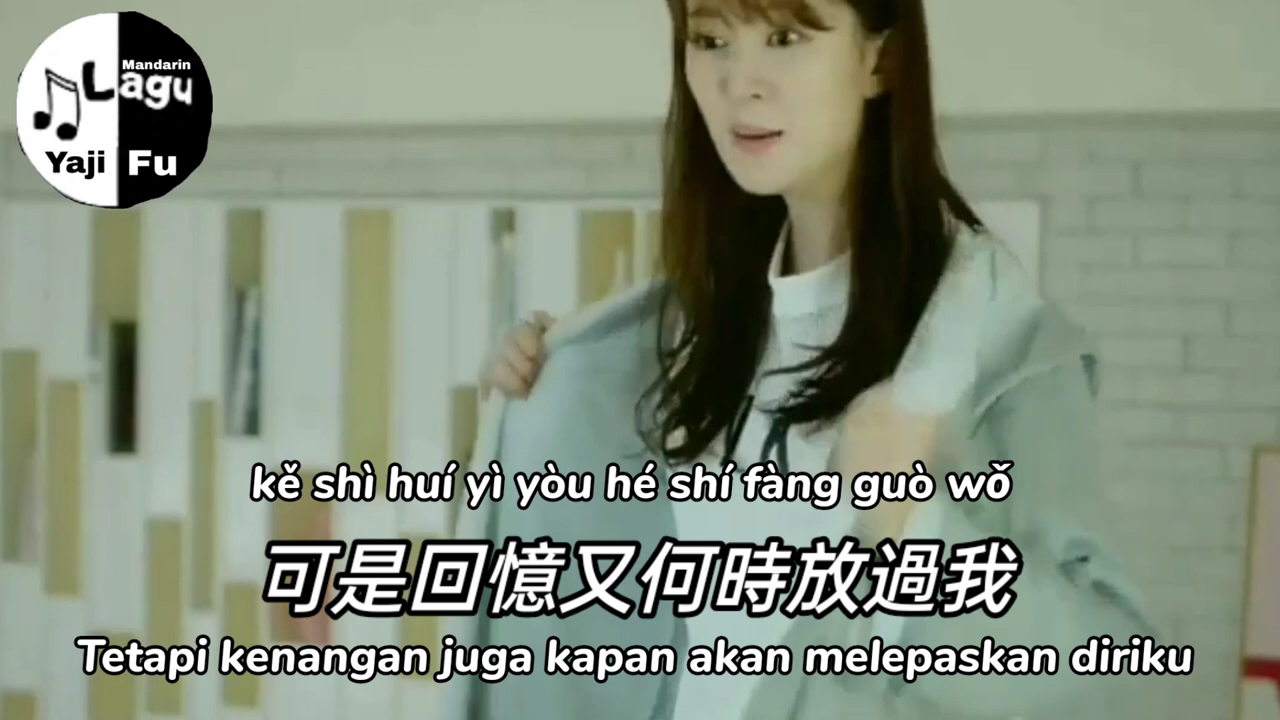 Mandarin
Lagu
Yaji Fu
kě shì huí yì yòu hé shí fàng guò wǒ
可是回憶又何時放過我
Tetapi kenangan juga kapan akan melepaskan diriku